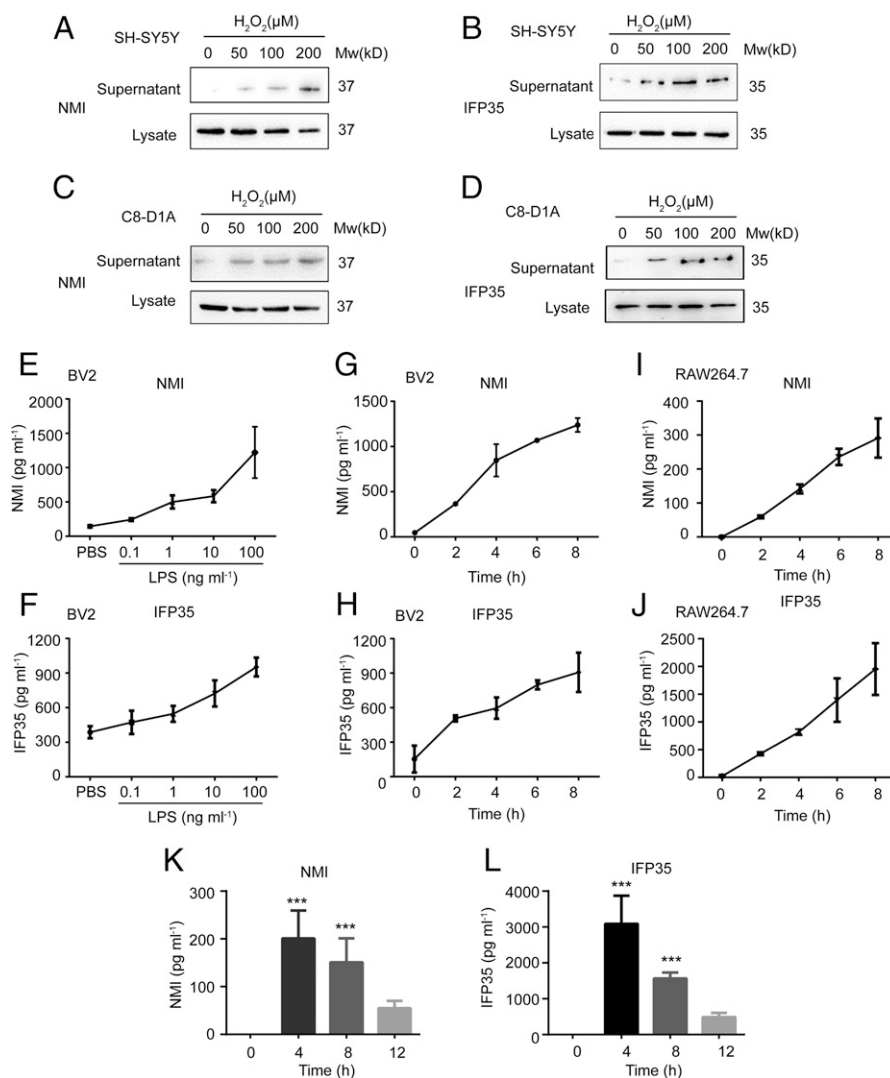 A
SH-SY5Y
H₂O₂(µM)
0 50 100 200 Mw(kD)
NMI
Supernatant 37
Lysate 37
B
SH-SY5Y
H₂O₂(µM)
0 50 100 200 Mw(kD)
IFP35
Supernatant 35
Lysate 35
C
C8-D1A
H₂O₂(µM)
0 50 100 200 Mw(kD)
NMI
Supernatant 37
Lysate 37
D
C8-D1A
H₂O₂(µM)
0 50 100 200 Mw(kD)
IFP35
Supernatant 35
Lysate 35
E
BV2 NMI
NMI (pg ml⁻¹)
2000
1500
1000
500
0
PBS 0.1 1 10 100
LPS (ng ml⁻¹)
G
BV2 NMI
NMI (pg ml⁻¹)
1500
1000
500
0
0 2 4 6 8
Time (h)
I
RAW264.7 NMI
NMI (pg ml⁻¹)
400
300
200
100
0
0 2 4 6 8
Time (h)
F
BV2 IFP35
IFP35 (pg ml⁻¹)
1200
900
600
300
0
PBS 0.1 1 10 100
LPS (ng ml⁻¹)
H
BV2 IFP35
IFP35 (pg ml⁻¹)
1200
900
600
300
0
0 2 4 6 8
Time (h)
J
RAW264.7 IFP35
IFP35 (pg ml⁻¹)
2500
2000
1500
1000
500
0
0 2 4 6 8
Time (h)
K
NMI
NMI (pg ml⁻¹)
300
200
100
0
*** ***
0 4 8 12
Time (h)
L
IFP35
IFP35 (pg ml⁻¹)
4000
3000
2000
1000
0
***
***
0 4 8 12
Time (h)